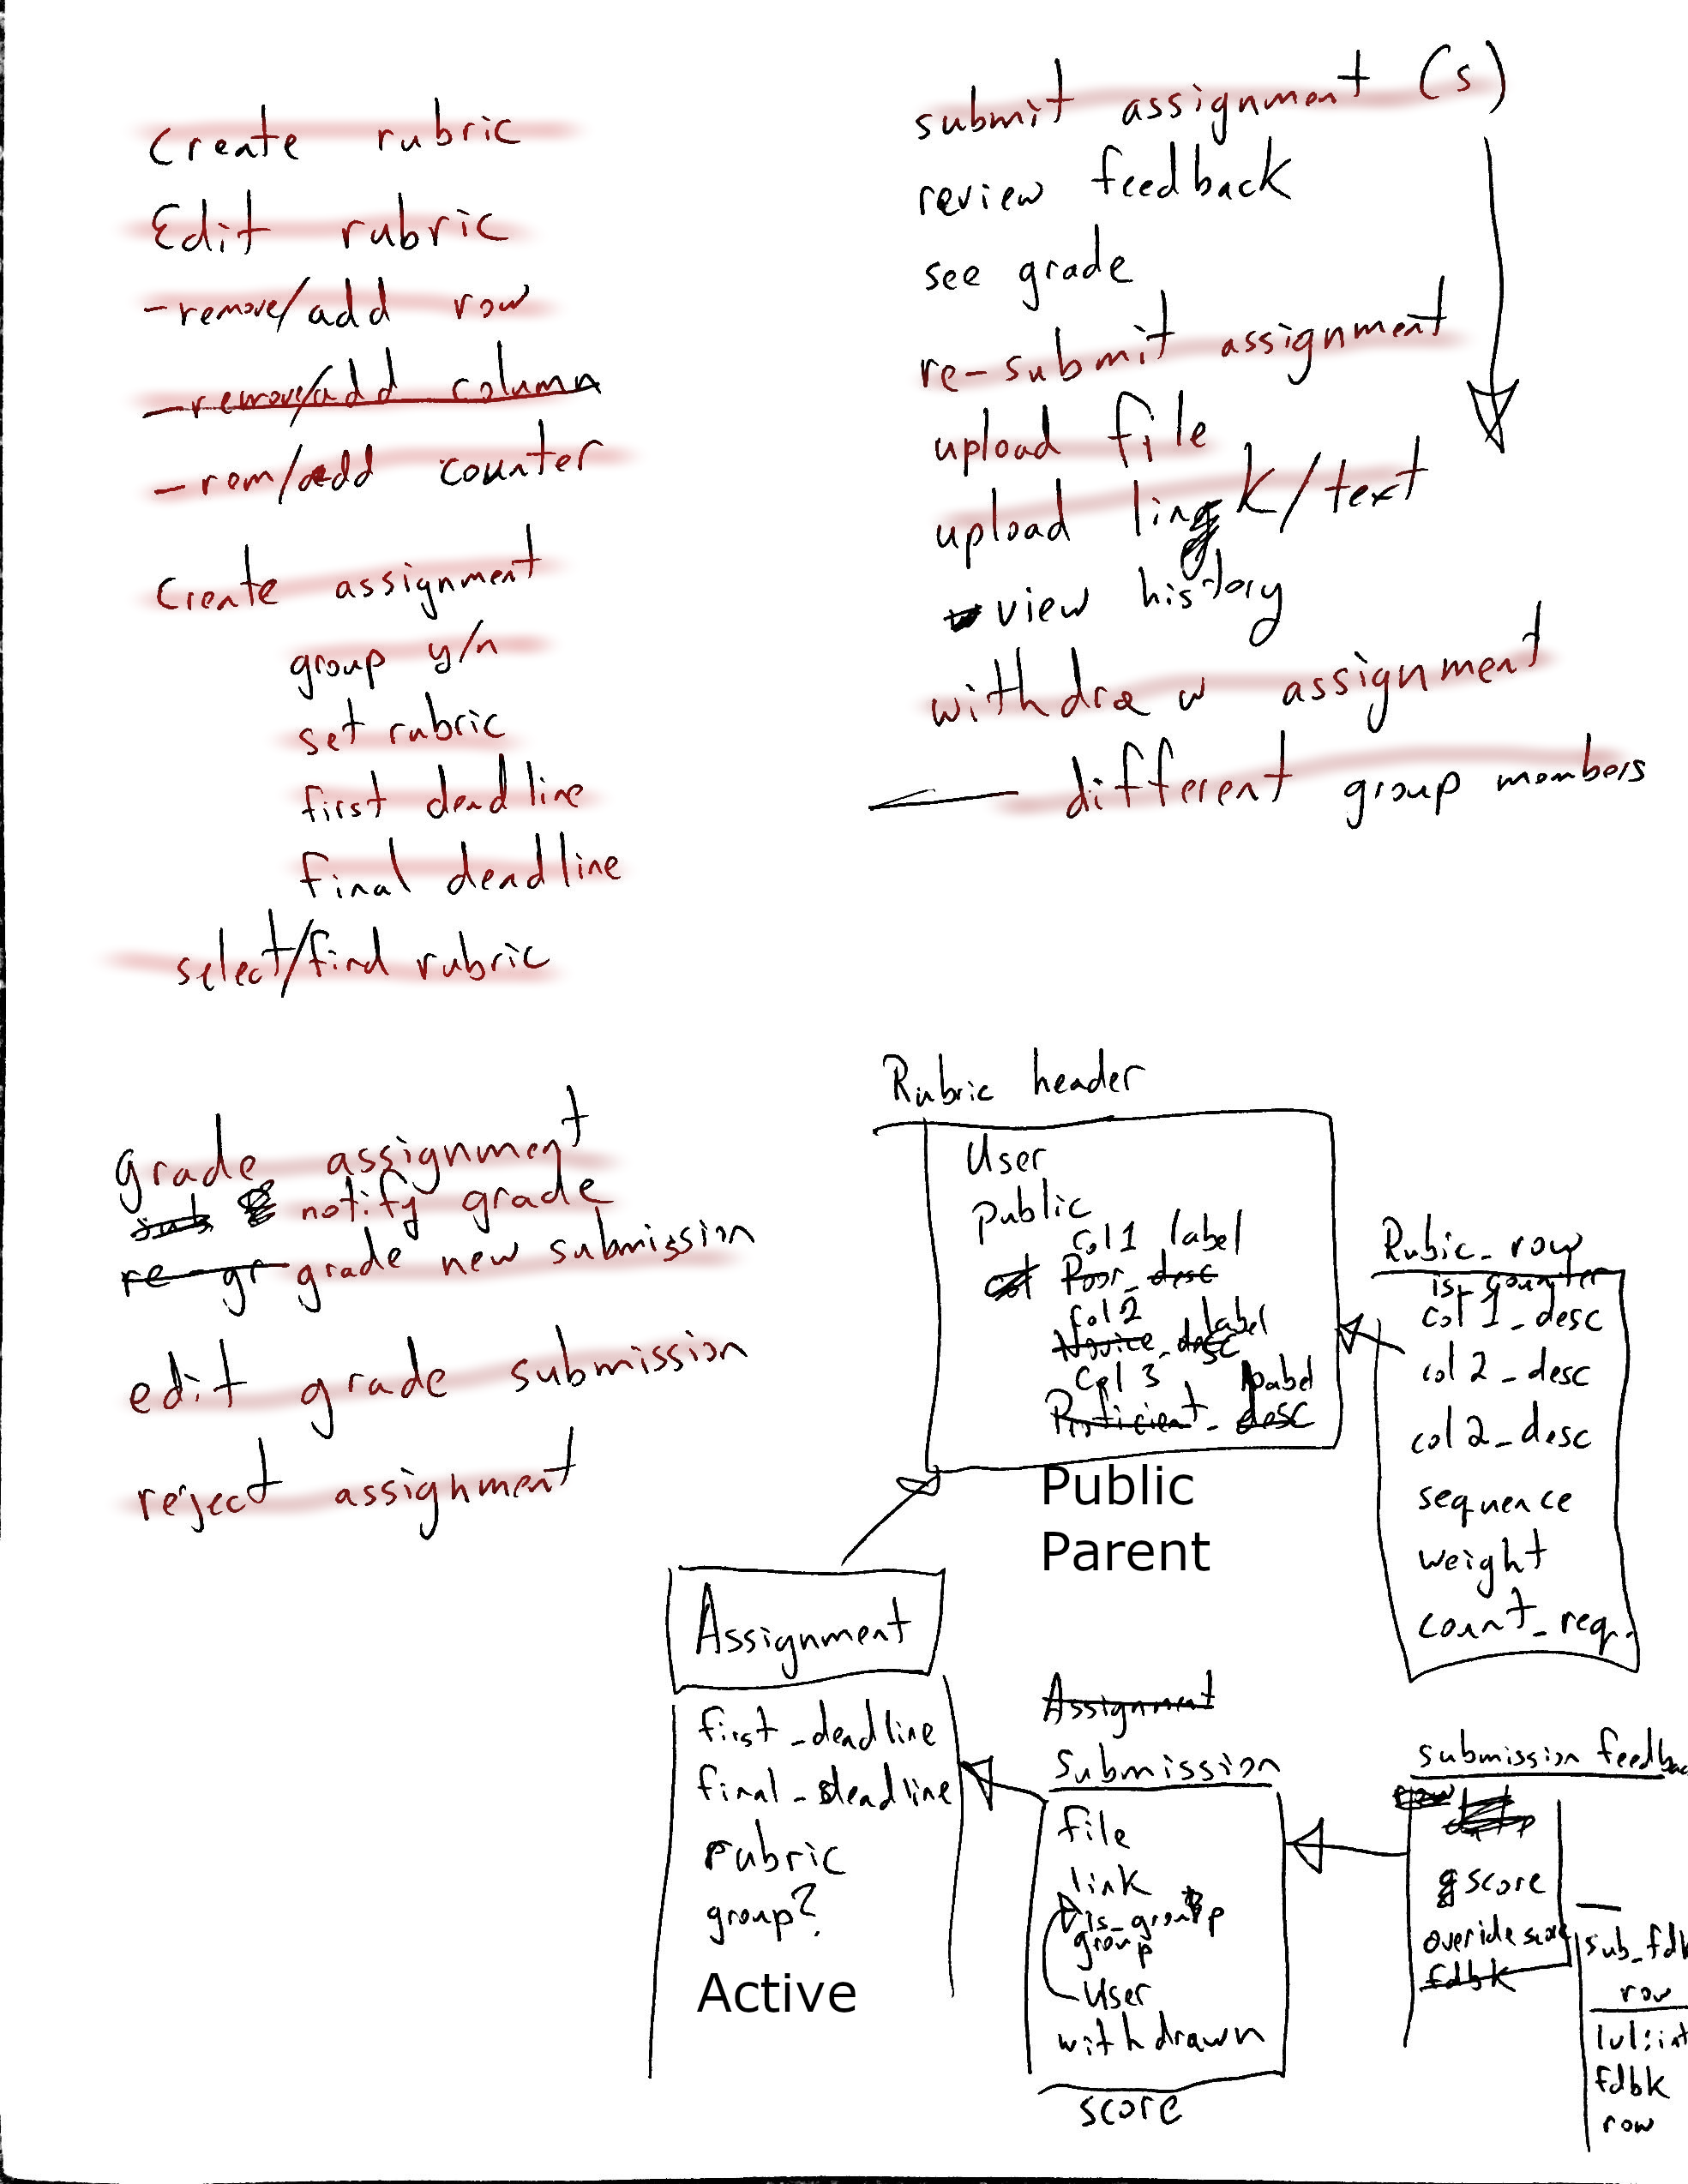 Create rubric
Edit rubric
-remove/add row
-remove/add column
-rem/add counter
Create assignment
group y/n
set rubric
first deadline
final deadline
select/find rubric
submit assignment (s)
review feedback
see grade
re-submit assignment
upload file
upload link/text
view history
withdraw assignment
different group members
grade assignment
sub notify grade
re-gr grade new submission
edit grade submission
reject assignment
Rubric header
User
Public
col1 label
col Poor_desc
col2 label
Novice_desc
Col 3 label
Proficient_desc
Public
Parent
Rubic_row
is_counter
col 1_desc
col 2_desc
col 2_desc
sequence
weight
count_req.
Assignment
first_deadline
final_deadline
rubric
group?
Active
Assignment
Submission
file
link
is_group
group
User
withdrawn
score
submission feedbac
row
score
override score
fdbk
sub_fdb
row
lvl:int
fdbk
row